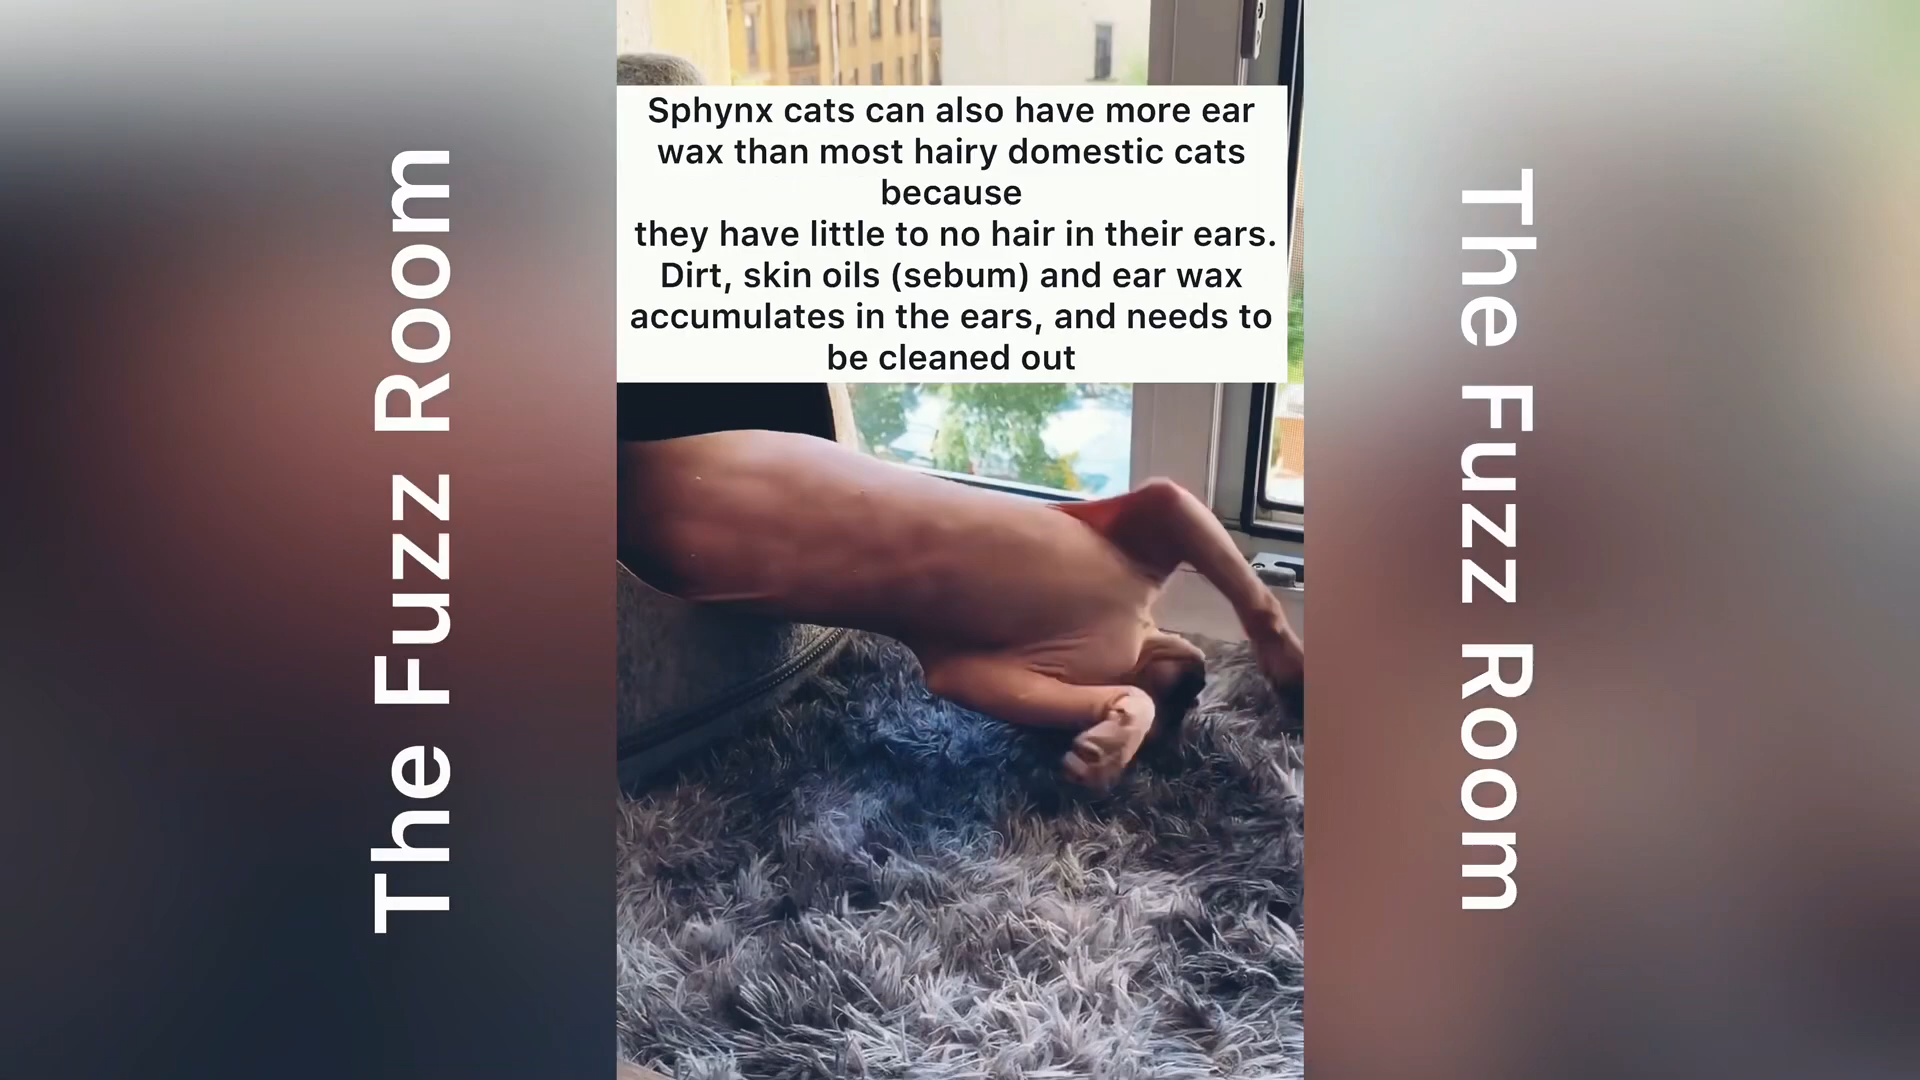 The Fuzz Room
Sphynx cats can also have more ear
wax than most hairy domestic cats
because
they have little to no hair in their ears.
Dirt, skin oils (sebum) and ear wax
accumulates in the ears, and needs to
be cleaned out
The Fuzz Room